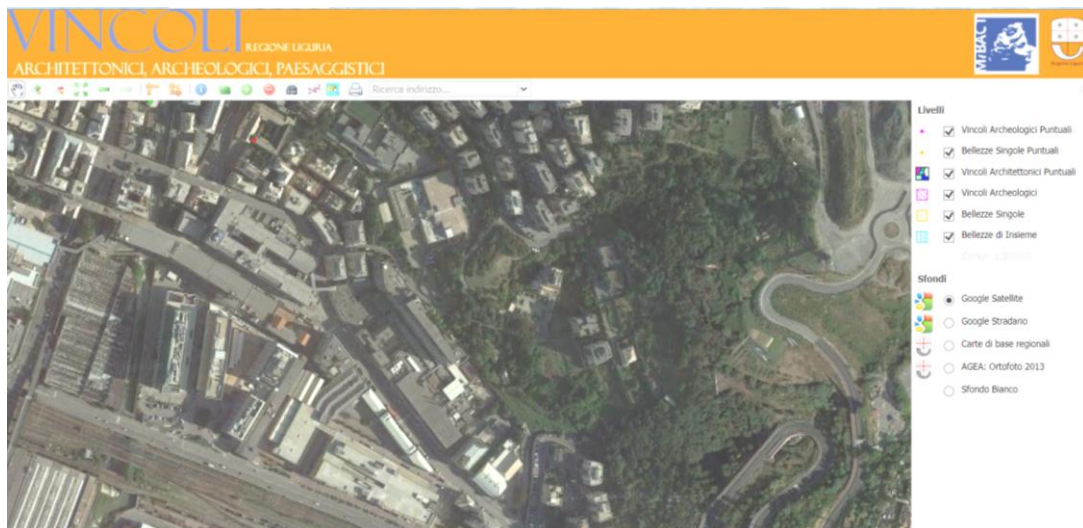 VINCOLI REGIONE LIGURIA
ARCHITETTONICI, ARCHEOLOGICI, PAESAGGISTICI
MiBACT
Regione Liguria
Ricerca indirizzo...
Livelli
Vincoli Archeologici Puntuali
Bellezze Singole Puntuali
Vincoli Architettonici Puntuali
Vincoli Archeologici
Bellezze Singole
Bellezze di Insieme
Sfondi
Google Satellite
Google Stradario
Carte di base regionali
AGEA: Ortofoto 2013
Sfondo Bianco